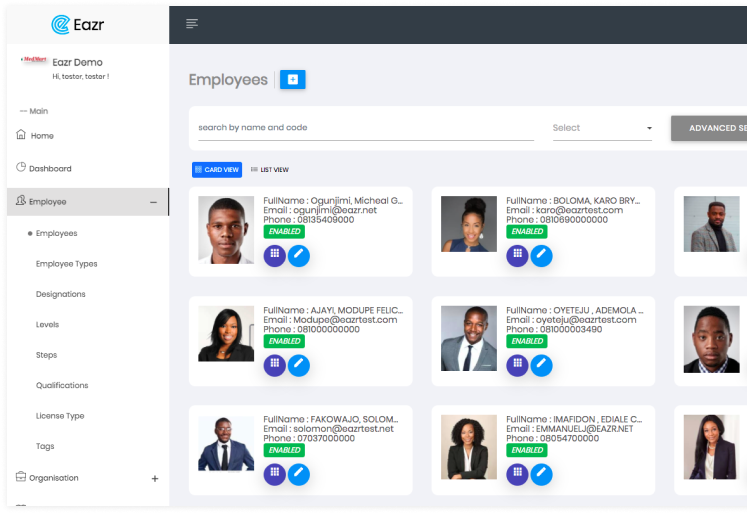 Eazr
MedMart
Eazr Demo
Hi, testor, testor !
— Main
Home
Dashboard
Employee
Employees
Employee Types
Designations
Levels
Steps
Qualifications
License Type
Tags
Organisation
Employees
search by name and code
Select
ADVANCED SE
CARD VIEW
LIST VIEW
FullName : Ogunjimi, Micheal G...
Email : ogunjimi@eazr.net
Phone : 08135409000
ENABLED
FullName : BOLOMA, KARO BRY...
Email : karo@eazrtest.com
Phone : 0810690000000
ENABLED
FullName : AJAYI, MODUPE FELIC...
Email : Modupe@eazrtest.com
Phone : 081000000000
ENABLED
FullName : OYETEJU , ADEMOLA ...
Email : oyeteju@eazrtest.com
Phone : 081000003490
ENABLED
FullName : FAKOWAJO, SOLOM...
Email : solomon@eazrtest.net
Phone : 07037000000
ENABLED
FullName : IMAFIDON , EDIALE C...
Email : EMMANUELJ@EAZR.NET
Phone : 08054700000
ENABLED